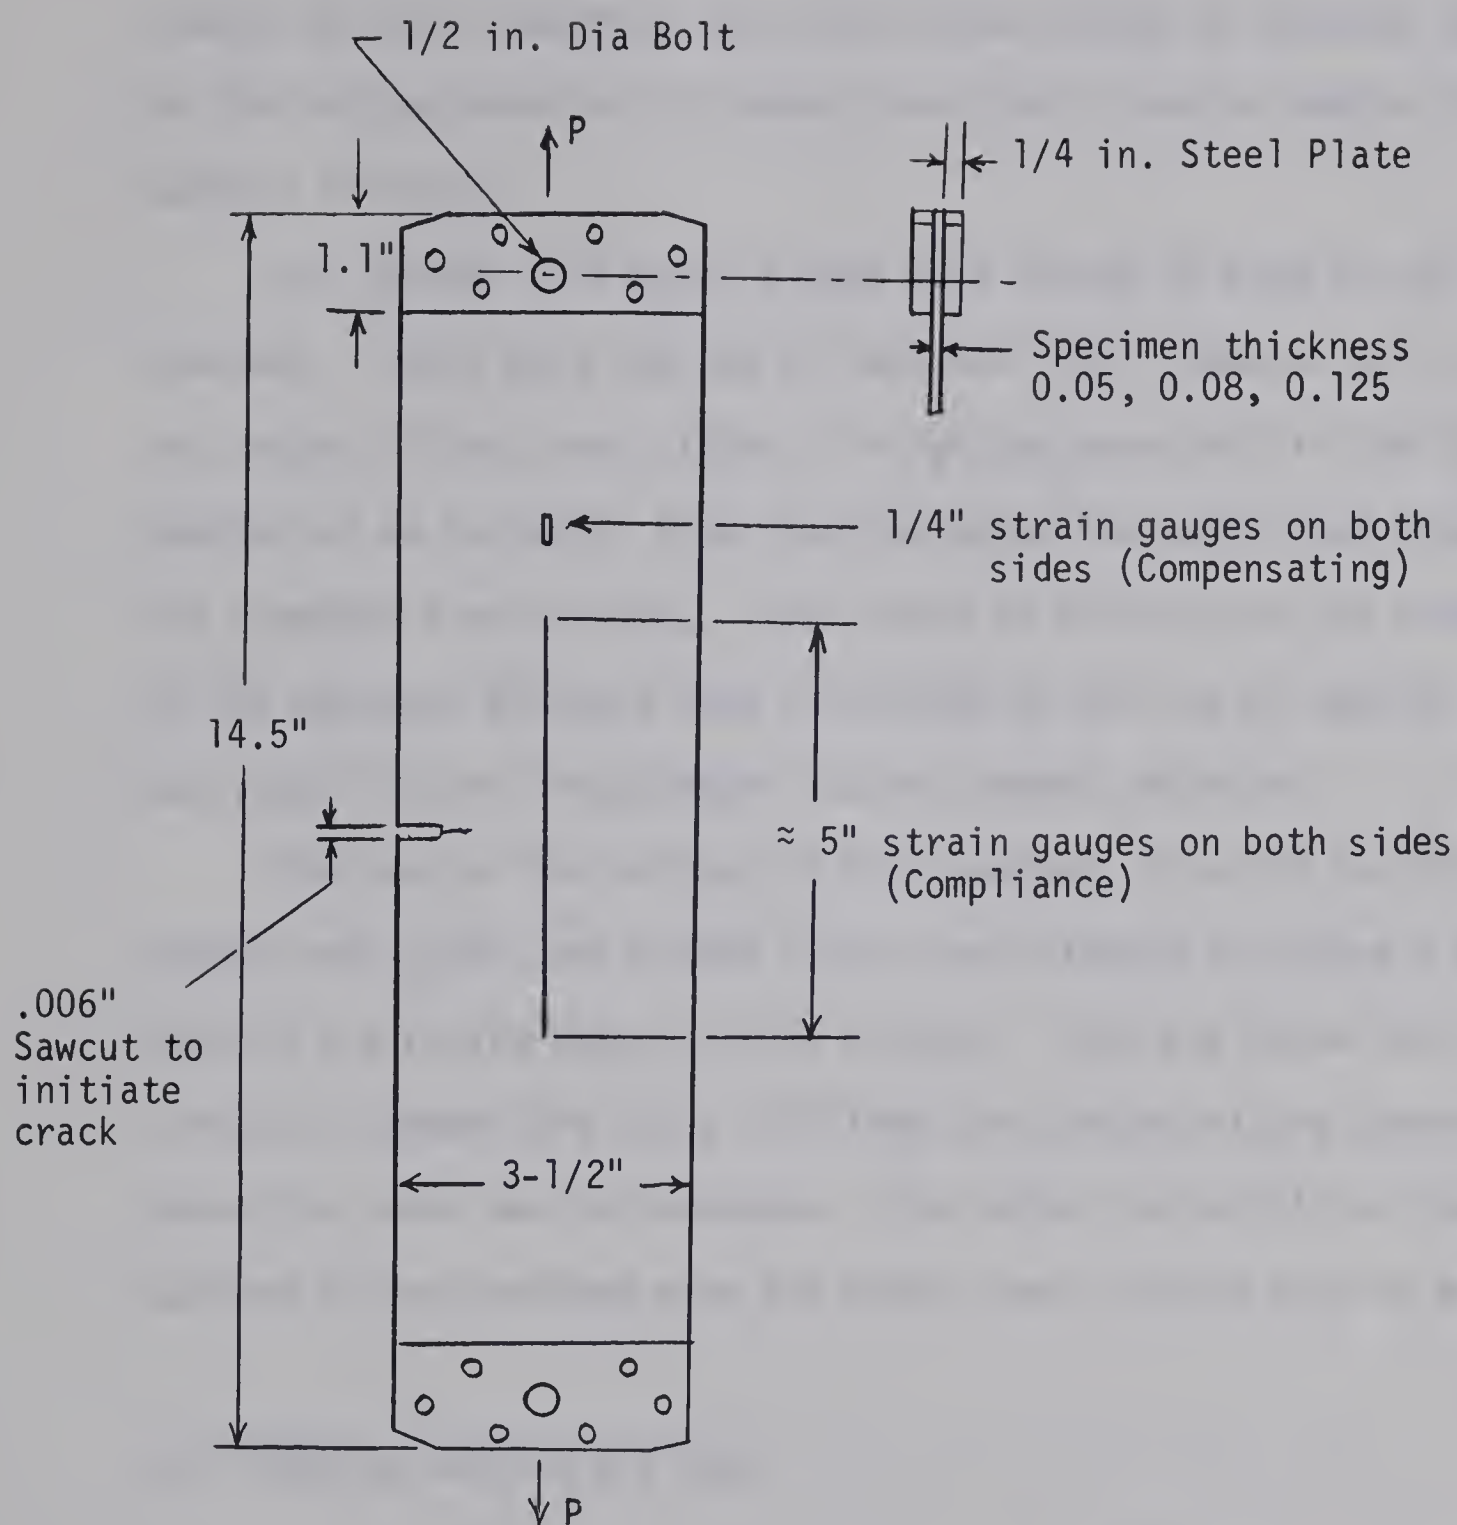 1/2 in. Dia Bolt
P
1/4 in. Steel Plate
1.1"
Specimen thickness
0.05, 0.08, 0.125
1/4" strain gauges on both
sides (Compensating)
14.5"
≈ 5" strain gauges on both sides
(Compliance)
.006"
Sawcut to
initiate
crack
3-1/2"
P